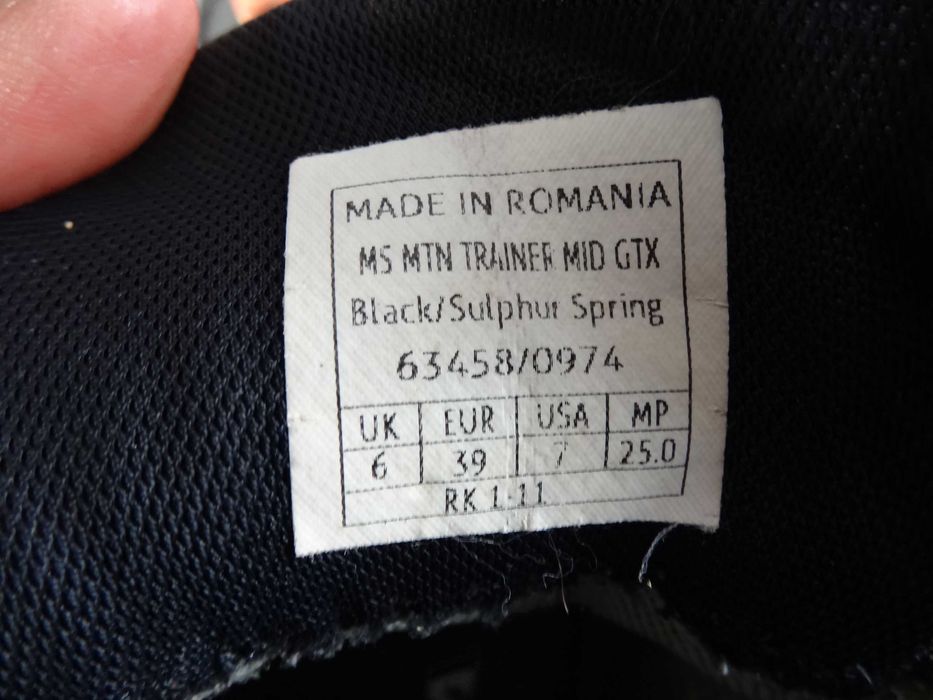 MADE IN ROMANIA
MS MTN TRAINER MID GTX
Black/Sulphur Spring
63458/0974
UK EUR USA MP
6 39 7 25.0
RK 1-11